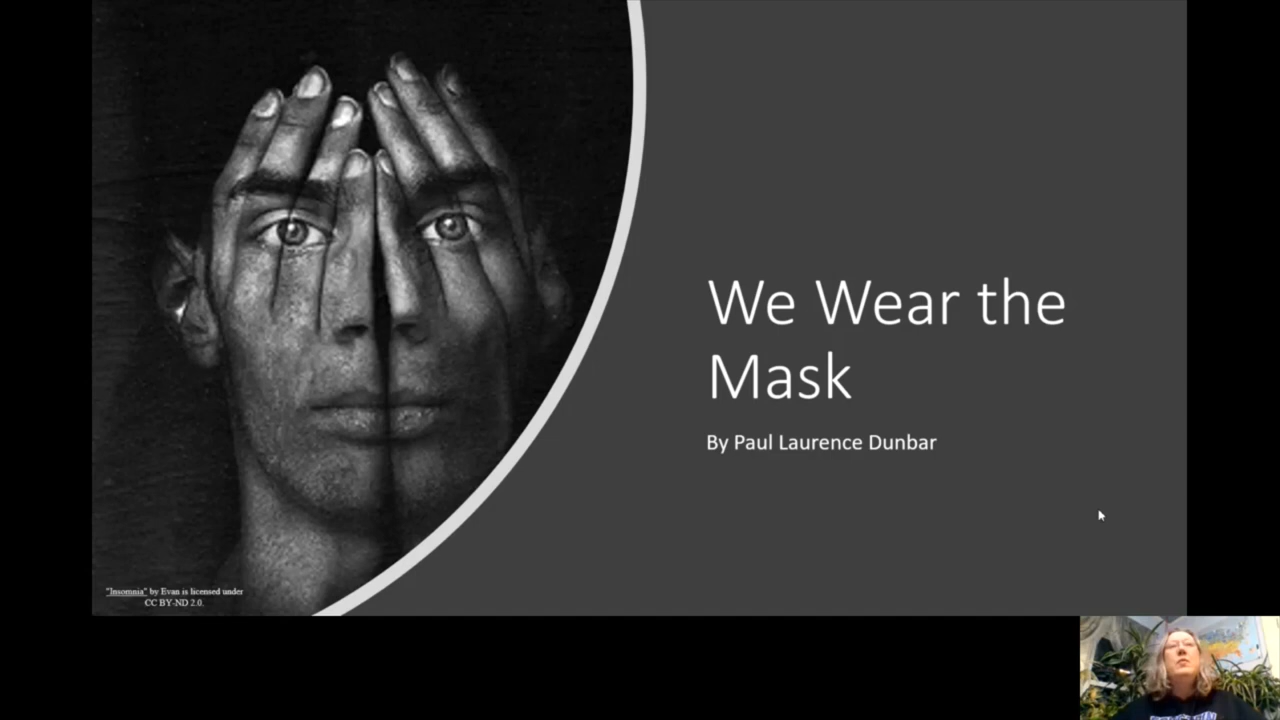 We Wear the
Mask
By Paul Laurence Dunbar
"Insomnia" by Evan is licensed under
CC BY-ND 2.0.